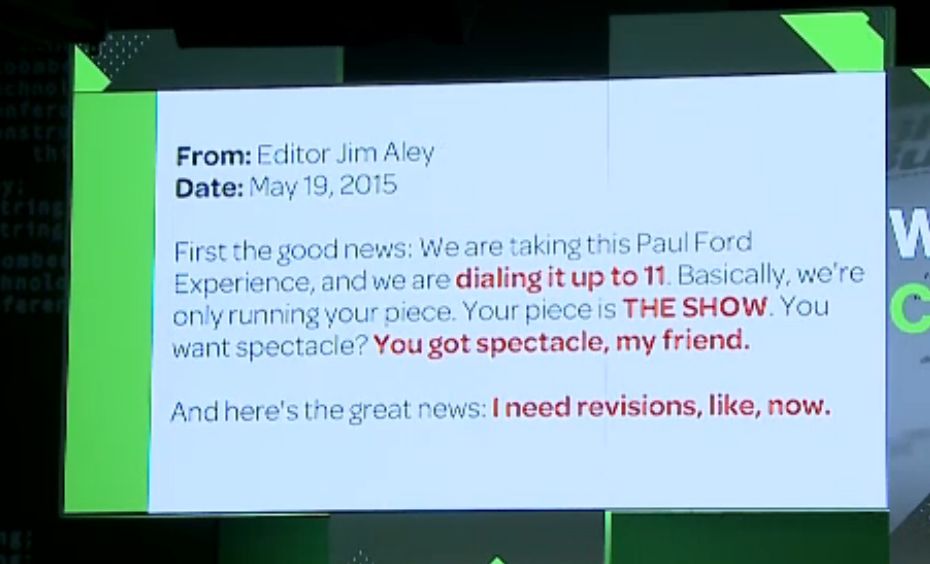 From: Editor Jim Aley
Date: May 19, 2015
First the good news: We are taking this Paul Ford
Experience, and we are dialing it up to 11. Basically, we're
only running your piece. Your piece is THE SHOW. You
want spectacle? You got spectacle, my friend.
And here's the great news: I need revisions, like, now.